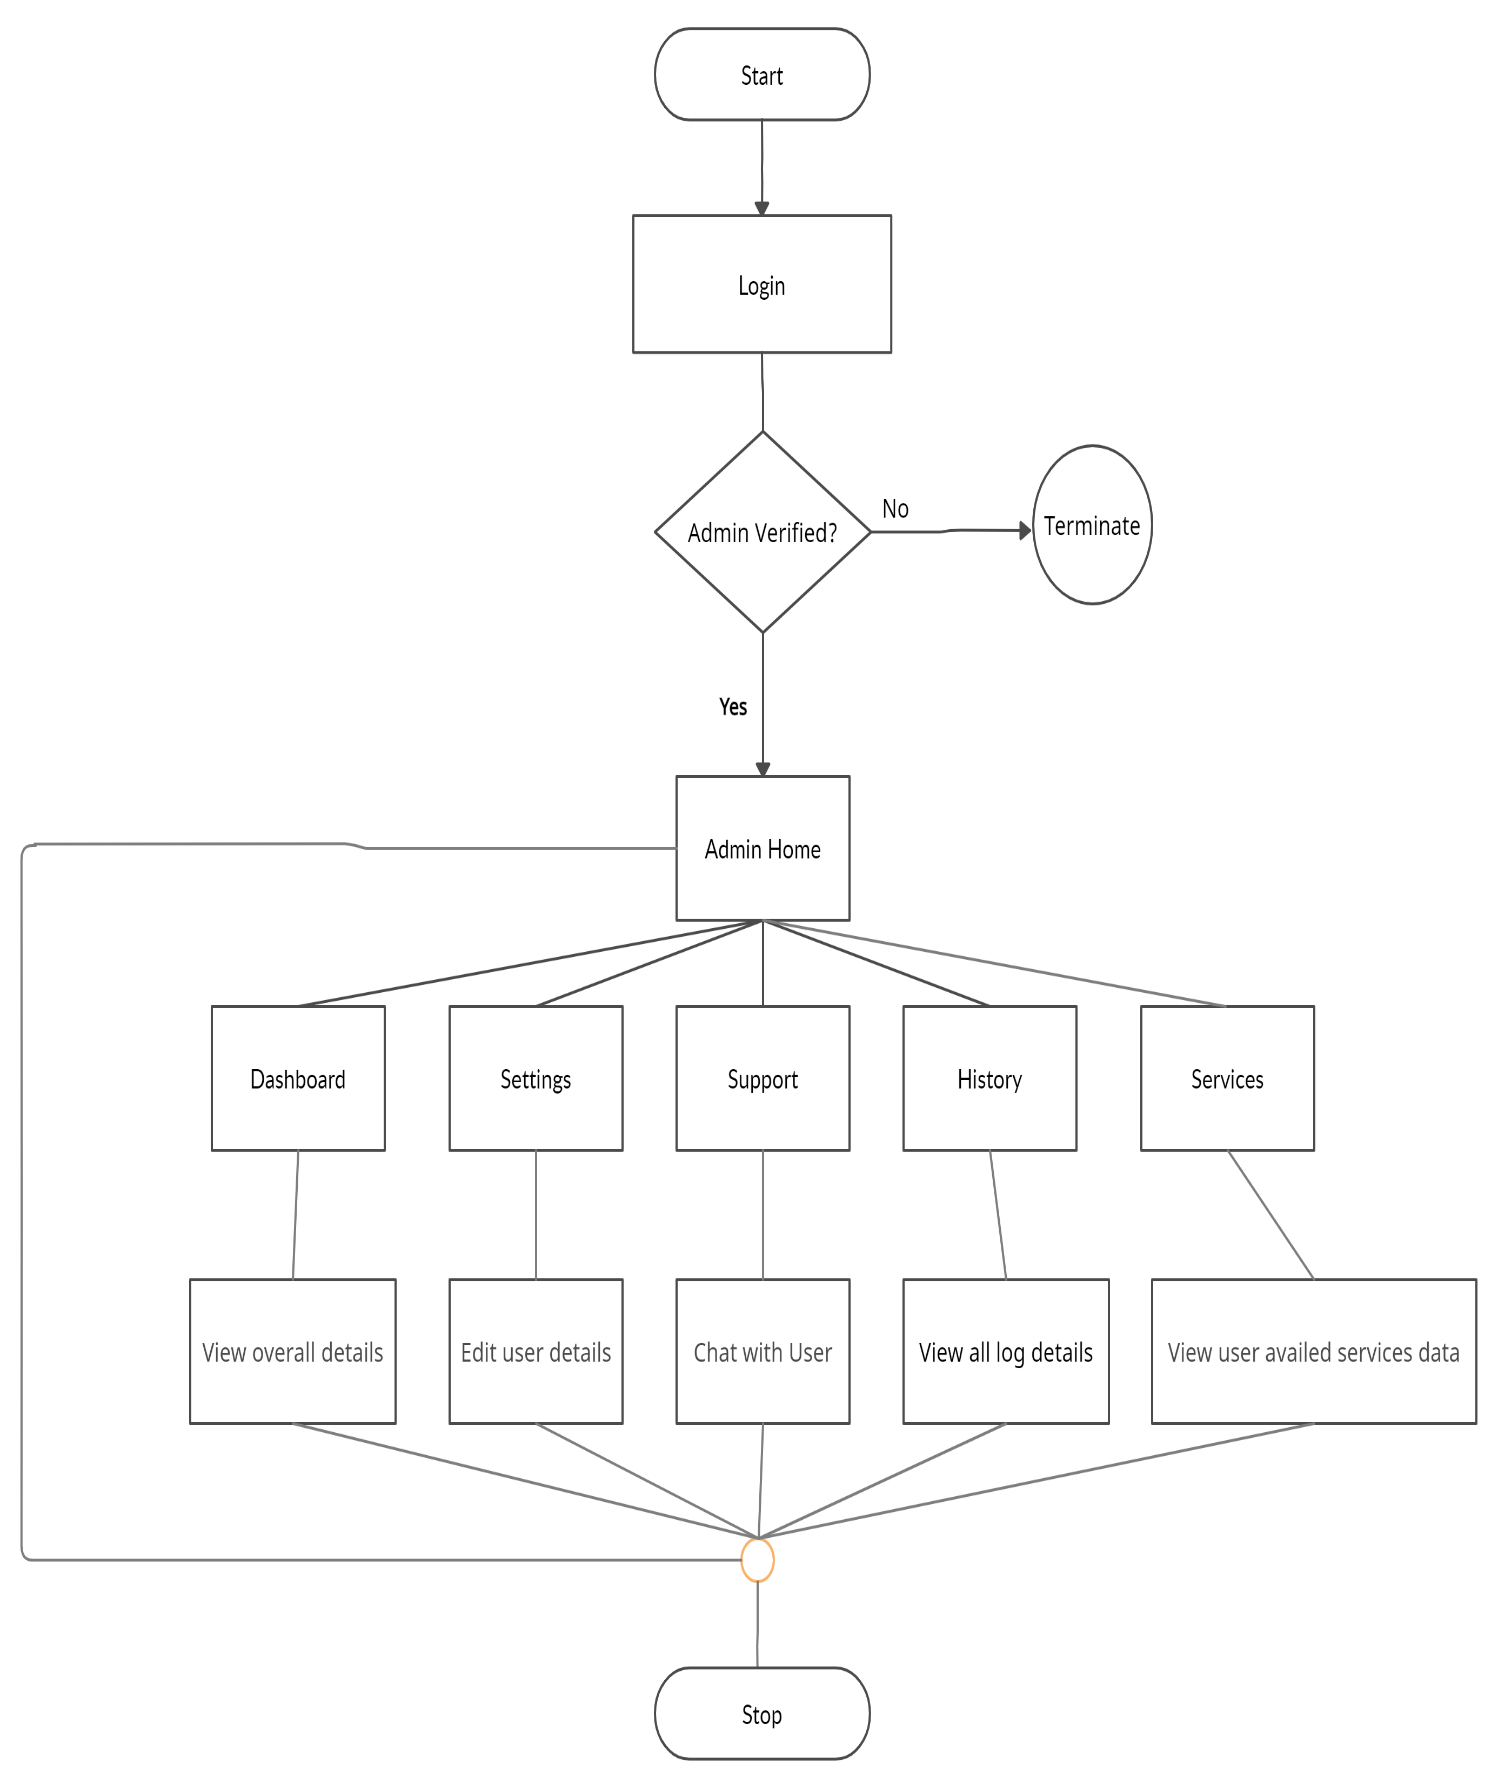 Start
Login
Admin Verified?
No
Terminate
Yes
Admin Home
Dashboard
Settings
Support
History
Services
View overall details
Edit user details
Chat with User
View all log details
View user availed services data
Stop